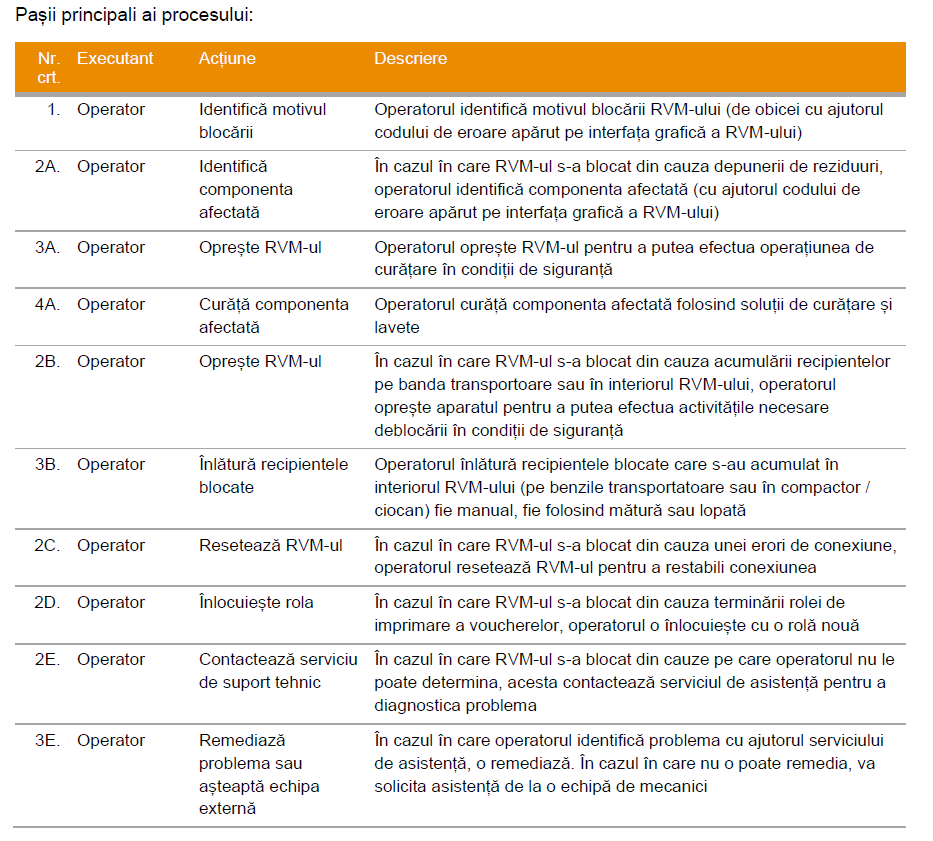 Pașii principali ai procesului:
Nr. crt. Executant Acțiune Descriere
1. Operator Identifică motivul blocării Operatorul identifică motivul blocării RVM-ului (de obicei cu ajutorul codului de eroare apărut pe interfața grafică a RVM-ului)
2A. Operator Identifică componenta afectată În cazul în care RVM-ul s-a blocat din cauza depunerii de reziduuri, operatorul identifică componenta afectată (cu ajutorul codului de eroare apărut pe interfața grafică a RVM-ului)
3A. Operator Oprește RVM-ul Operatorul oprește RVM-ul pentru a putea efectua operațiunea de curățare în condiții de siguranță
4A. Operator Curăță componenta afectată Operatorul curăță componenta afectată folosind soluții de curățare și lavete
2B. Operator Oprește RVM-ul În cazul în care RVM-ul s-a blocat din cauza acumulării recipientelor pe banda transportoare sau în interiorul RVM-ului, operatorul oprește aparatul pentru a putea efectua activitățile necesare deblocării în condiții de siguranță
3B. Operator Înlătură recipientele blocate Operatorul înlătură recipientele blocate care s-au acumulat în interiorul RVM-ului (pe benzile transportatoare sau în compactor / ciocan) fie manual, fie folosind mătură sau lopată
2C. Operator Resetează RVM-ul În cazul în care RVM-ul s-a blocat din cauza unei erori de conexiune, operatorul resetează RVM-ul pentru a restabili conexiunea
2D. Operator Înlocuiește rola În cazul în care RVM-ul s-a blocat din cauza terminării rolei de imprimare a voucherelor, operatorul o înlocuiește cu o rolă nouă
2E. Operator Contactează serviciu de suport tehnic În cazul în care RVM-ul s-a blocat din cauze pe care operatorul nu le poate determina, acesta contactează serviciul de asistență pentru a diagnostica problema
3E. Operator Remediază problema sau așteaptă echipa externă În cazul în care operatorul identifică problema cu ajutorul serviciului de asistență, o remediază. În cazul în care nu o poate remedia, va solicita asistență de la o echipă de mecanici